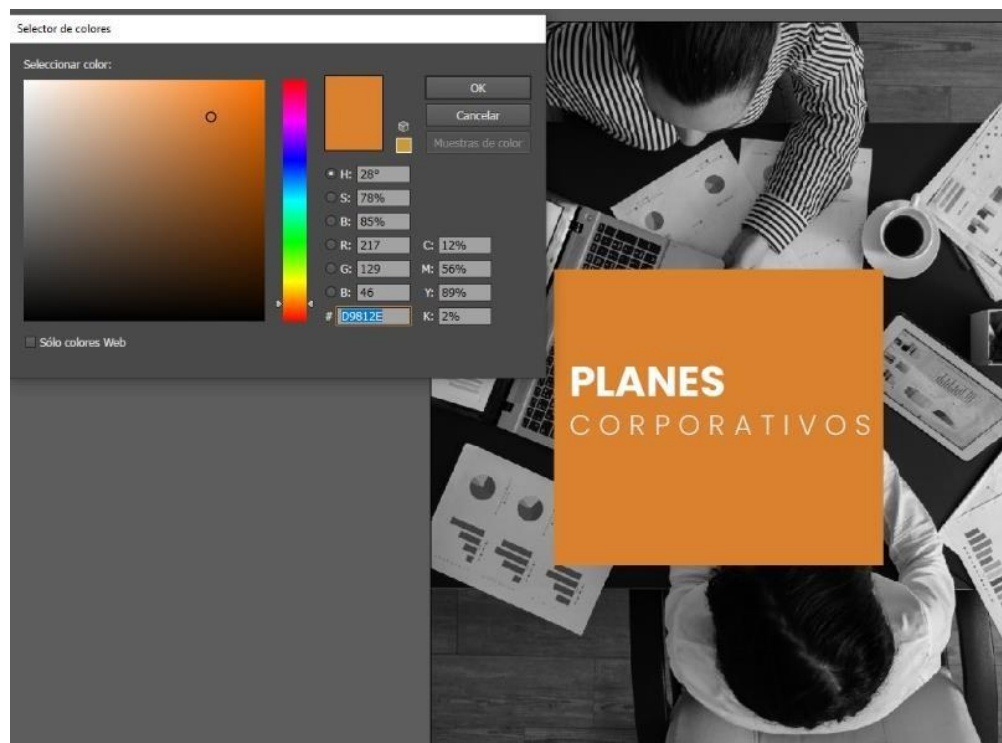 Selector de colores
Seleccionar color:
OK
Cancelar
Muestras de color
H: 28°
S: 78%
B: 85%
R: 217 C: 12%
G: 129 M: 56%
B: 46 Y: 89%
# D9812E K: 2%
Sólo colores Web
PLANES
CORPORATIVOS